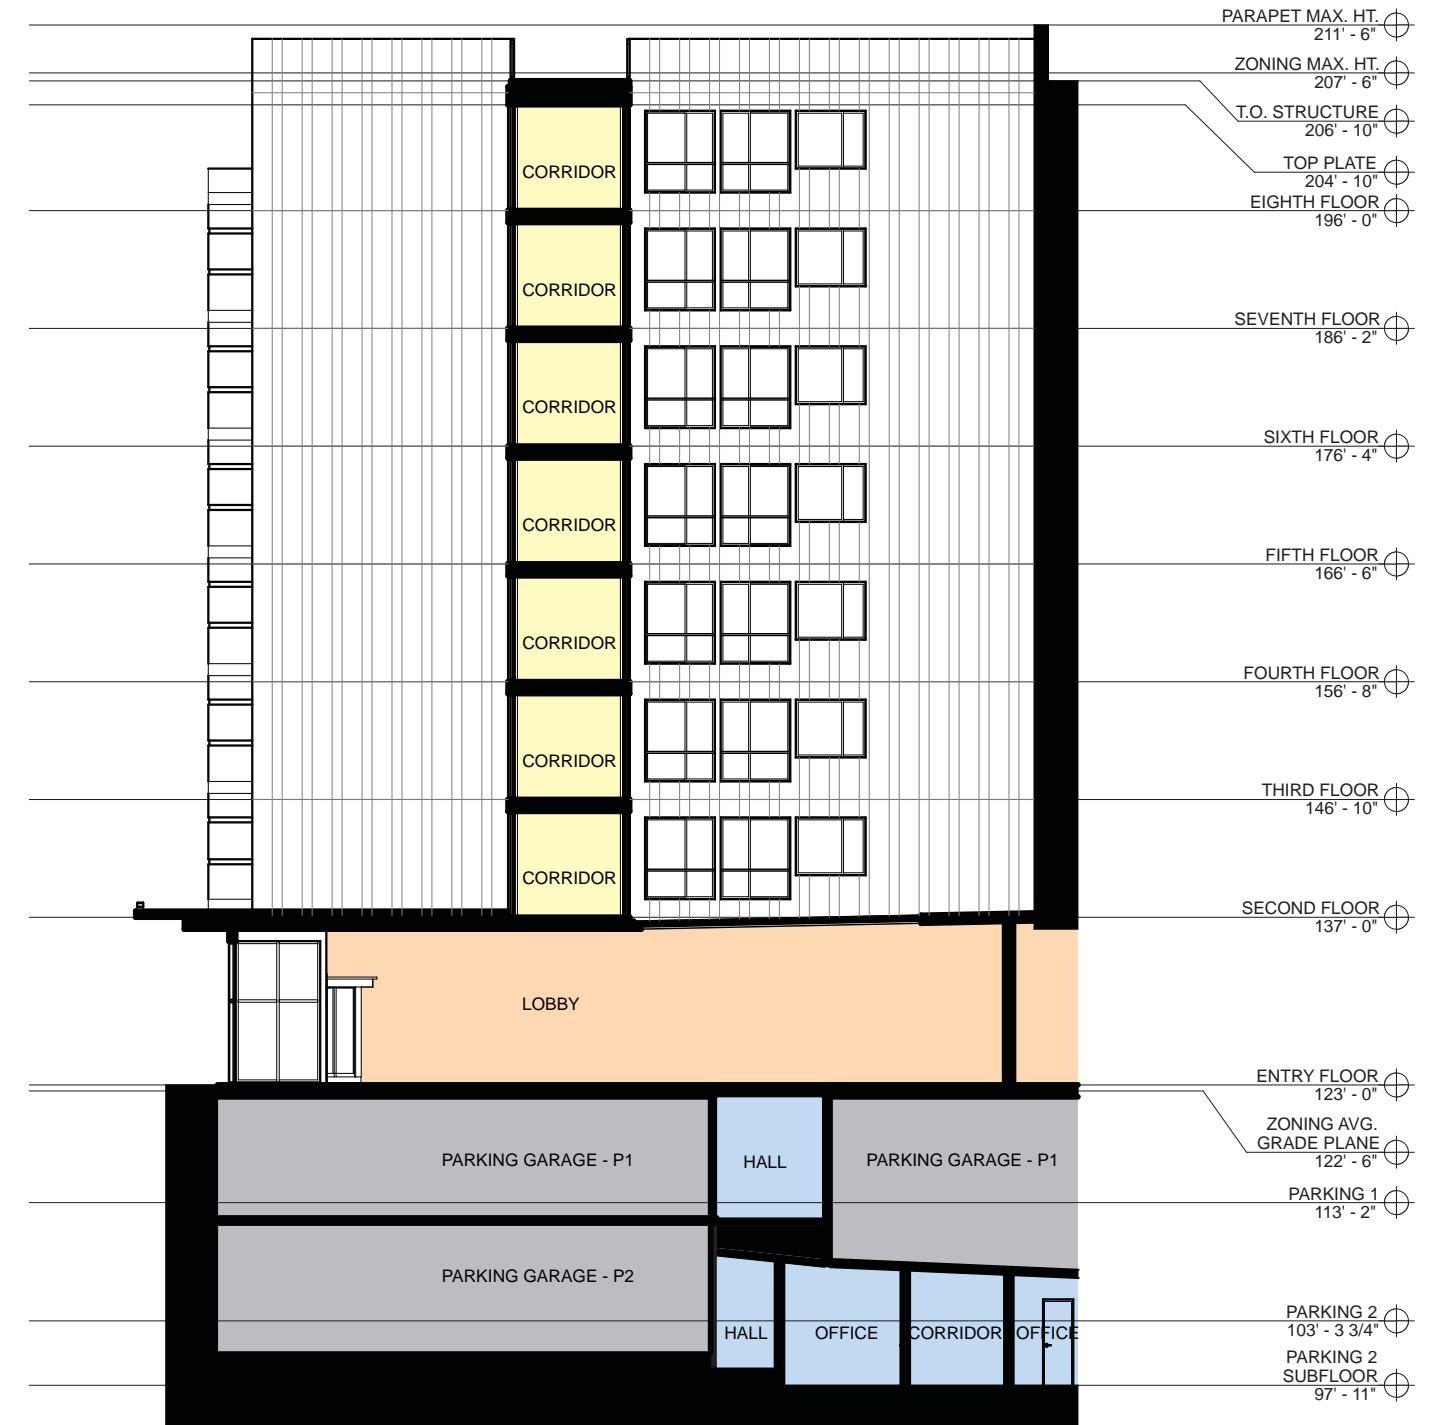 PARAPET MAX. HT.
211' - 6"
ZONING MAX. HT.
207' - 6"
T.O. STRUCTURE
206' - 10"
TOP PLATE
204' - 10"
EIGHTH FLOOR
196' - 0"
SEVENTH FLOOR
186' - 2"
SIXTH FLOOR
176' - 4"
FIFTH FLOOR
166' - 6"
FOURTH FLOOR
156' - 8"
THIRD FLOOR
146' - 10"
SECOND FLOOR
137' - 0"
ENTRY FLOOR
123' - 0"
ZONING AVG.
GRADE PLANE
122' - 6"
PARKING 1
113' - 2"
PARKING 2
103' - 3 3/4"
PARKING 2
SUBFLOOR
97' - 11"
CORRIDOR
CORRIDOR
CORRIDOR
CORRIDOR
CORRIDOR
CORRIDOR
CORRIDOR
LOBBY
PARKING GARAGE - P1
HALL
PARKING GARAGE - P1
PARKING GARAGE - P2
HALL
OFFICE
CORRIDOR
OFFICE